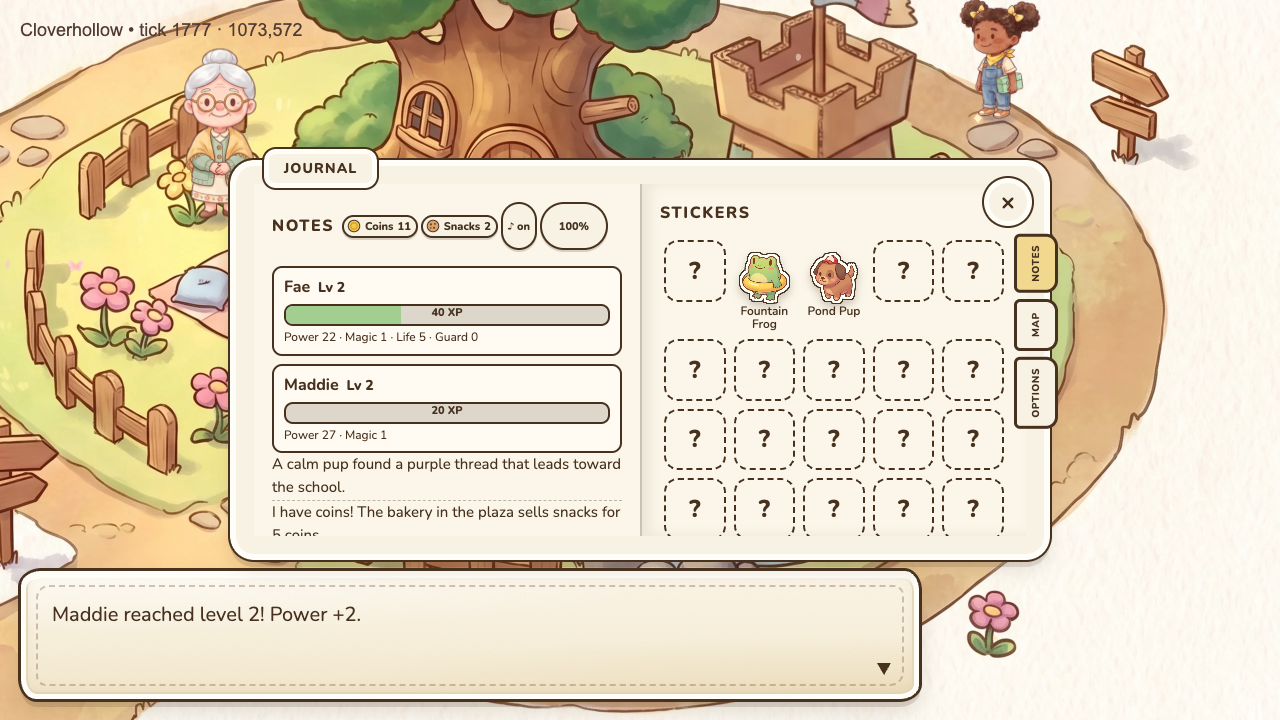 Cloverhollow • tick 1777 · 1073,572
JOURNAL
NOTES
Coins 11
Snacks 2
♪ on
100%
Fae Lv 2
40 XP
Power 22 · Magic 1 · Life 5 · Guard 0
Maddie Lv 2
20 XP
Power 27 · Magic 1
A calm pup found a purple thread that leads toward
the school.
I have coins! The bakery in the plaza sells snacks for
5 coins
STICKERS
×
? ? ?
Fountain
Frog
Pond Pup
? ? ? ? ?
? ? ? ? ?
? ? ? ? ?
NOTES
MAP
OPTIONS
Maddie reached level 2! Power +2.
▼